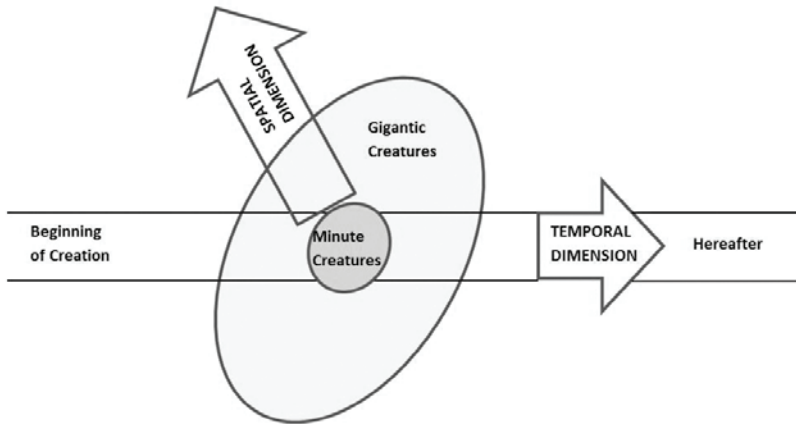 SPATIAL
DIMENSION
Gigantic
Creatures
Beginning
of Creation
Minute
Creatures
TEMPORAL
DIMENSION
Hereafter